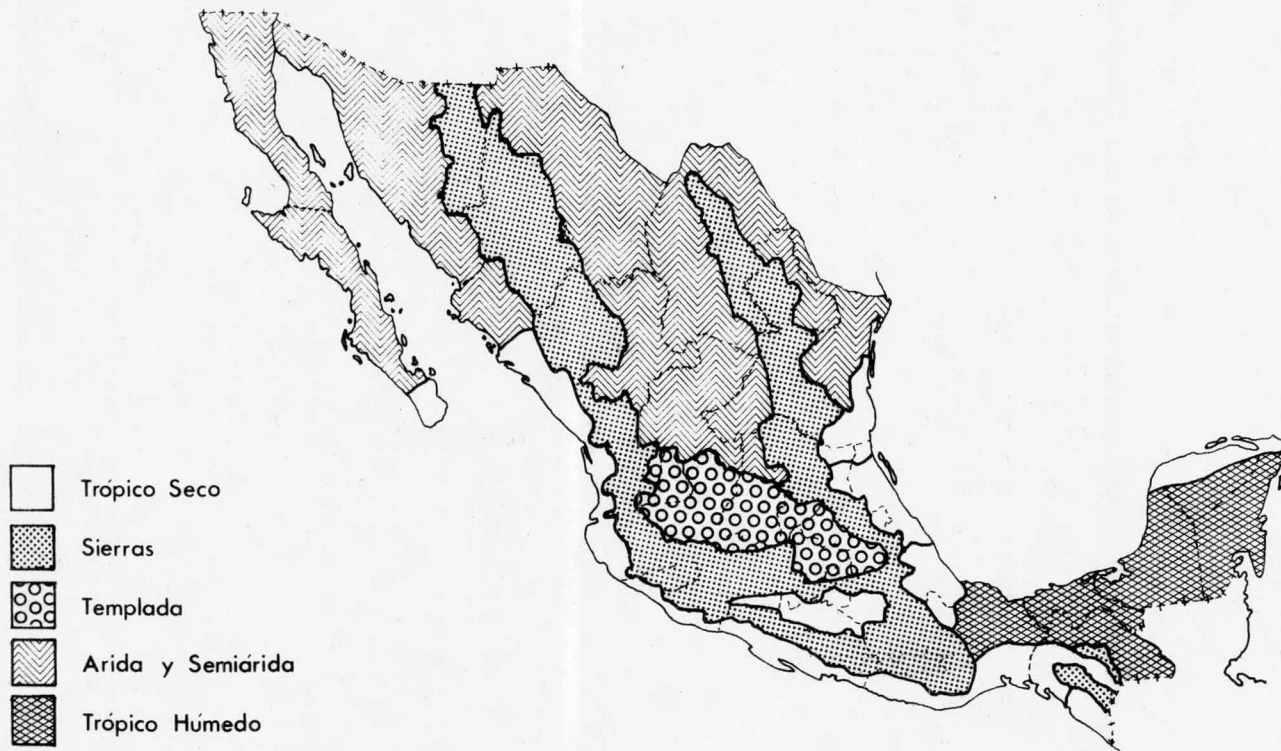 Trópico Seco
Sierras
Templada
Arida y Semiárida
Trópico Húmedo